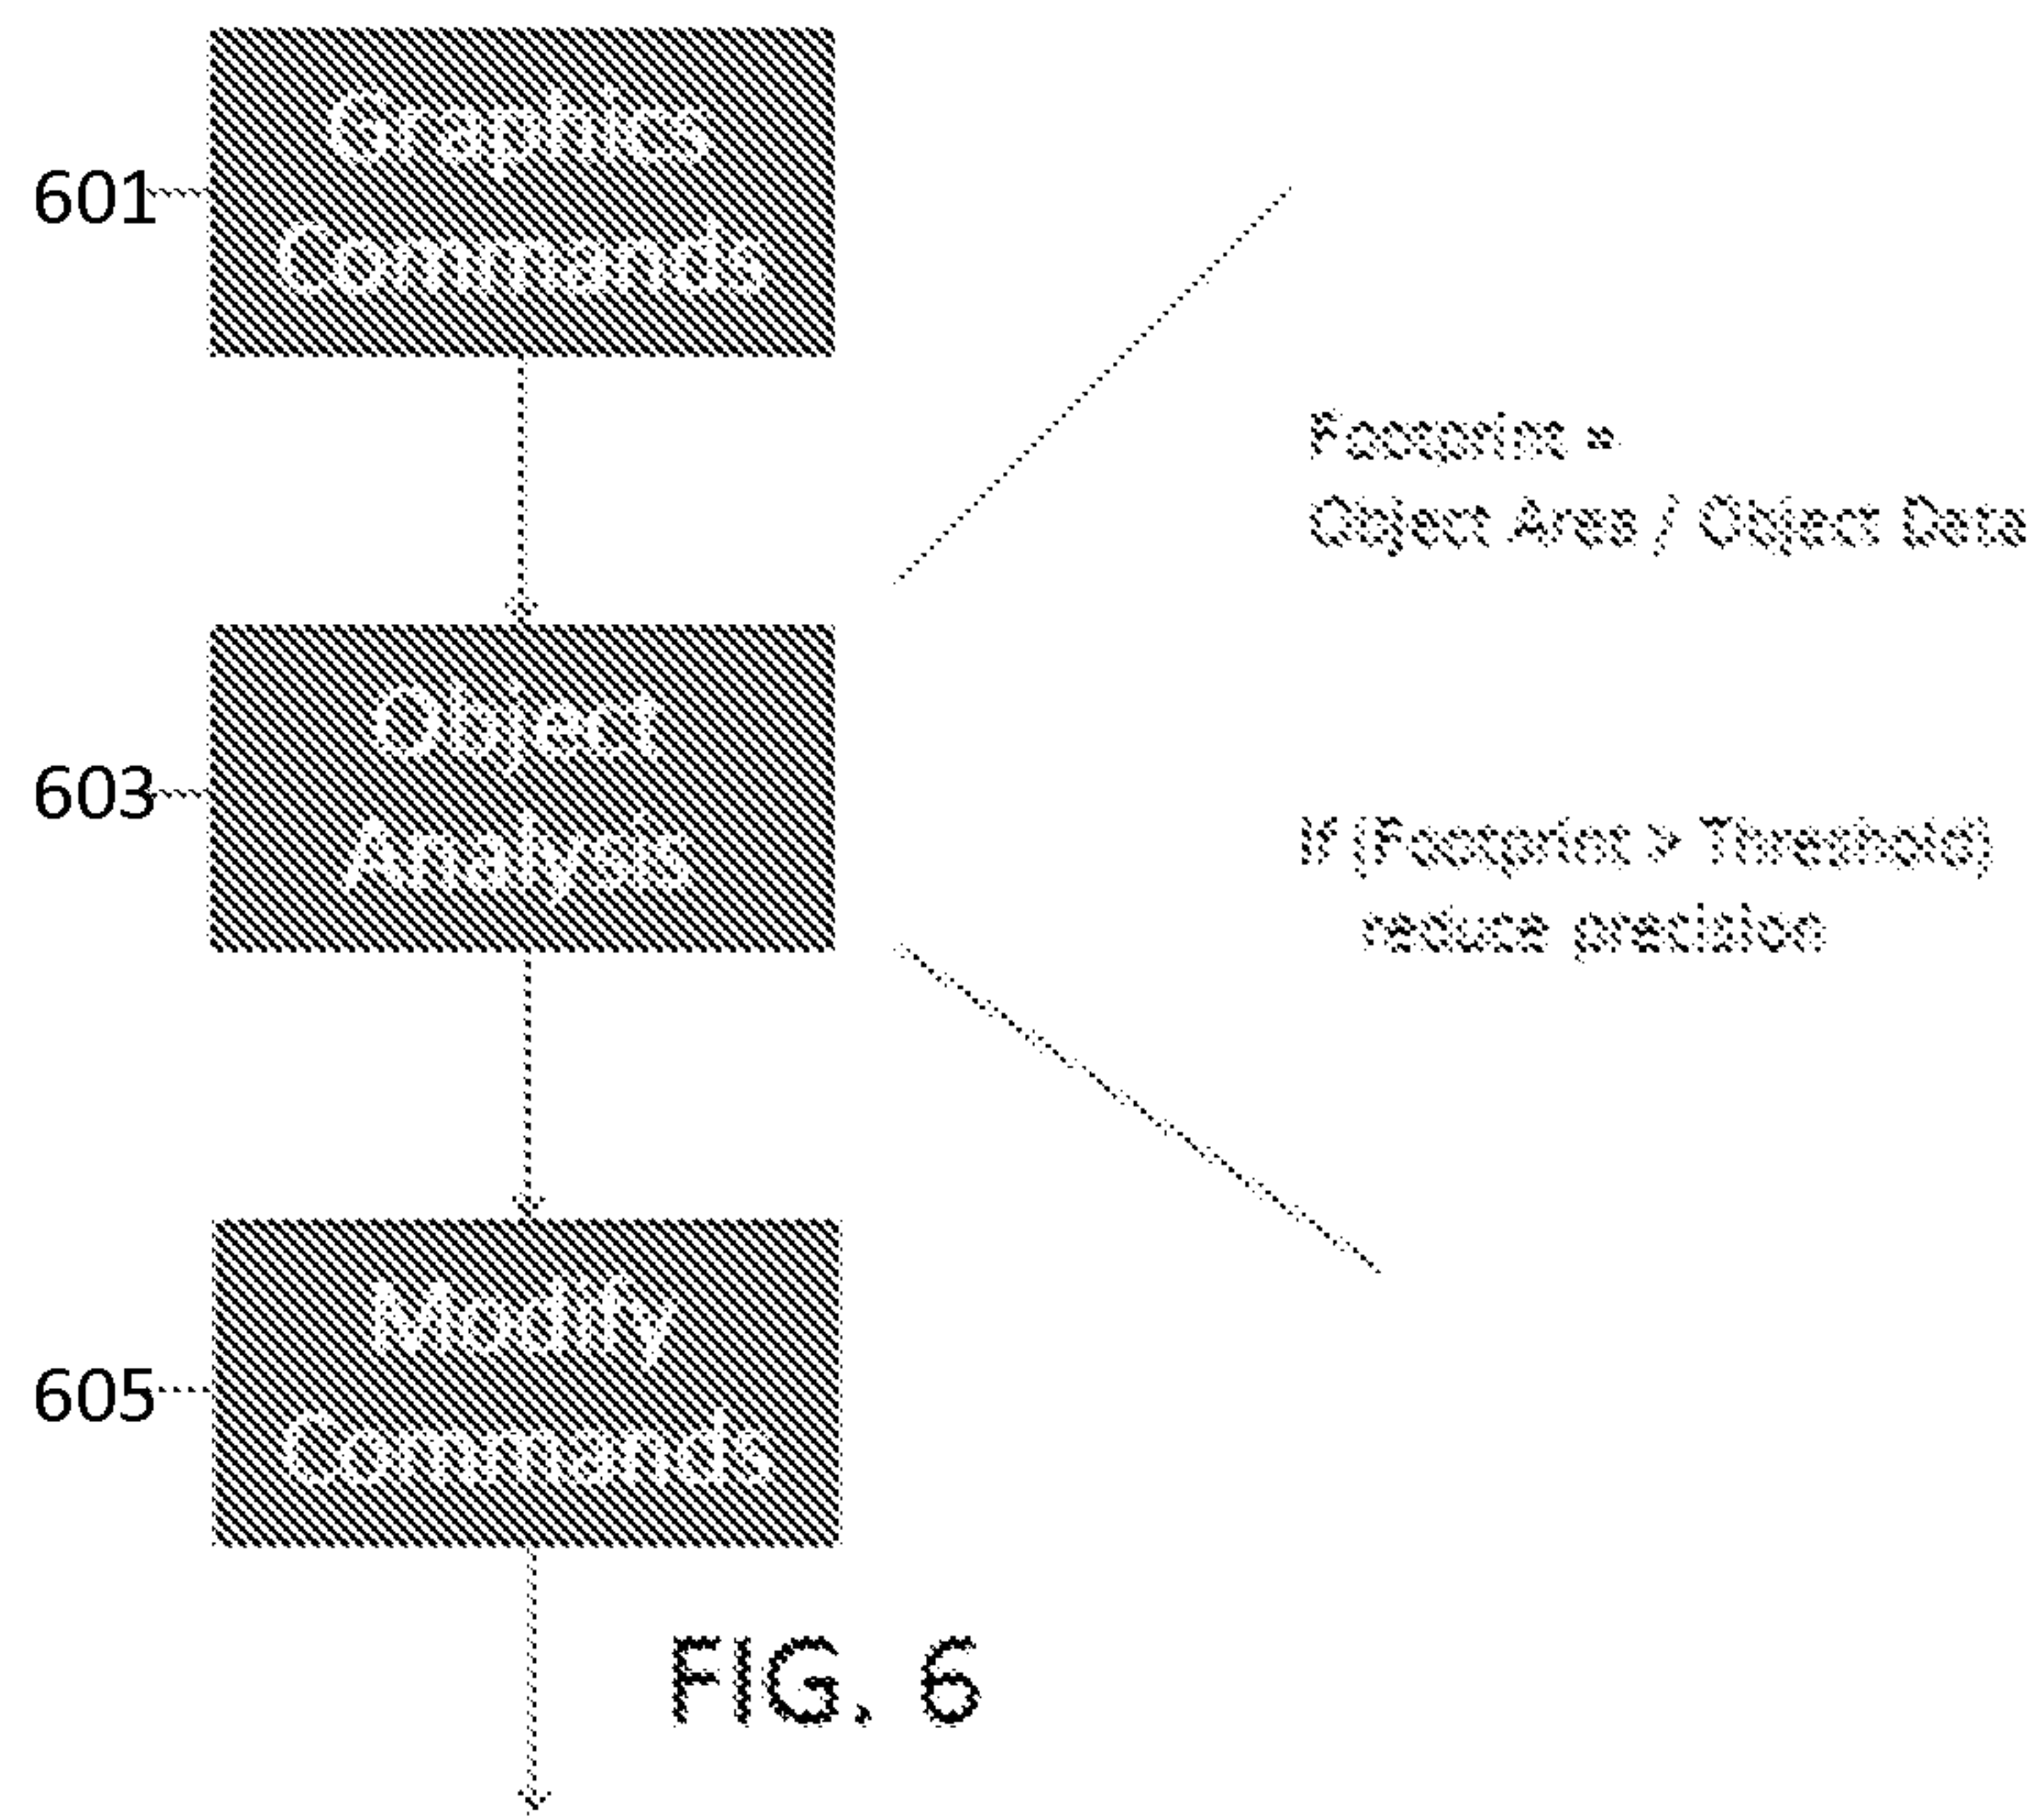 Graphics
Commands
601
Footprint =
Object Area / Object Data
Object
Analysis
603
If (Footprint > Threshold)
reduce precision
Modify
Commands
605
FIG. 6